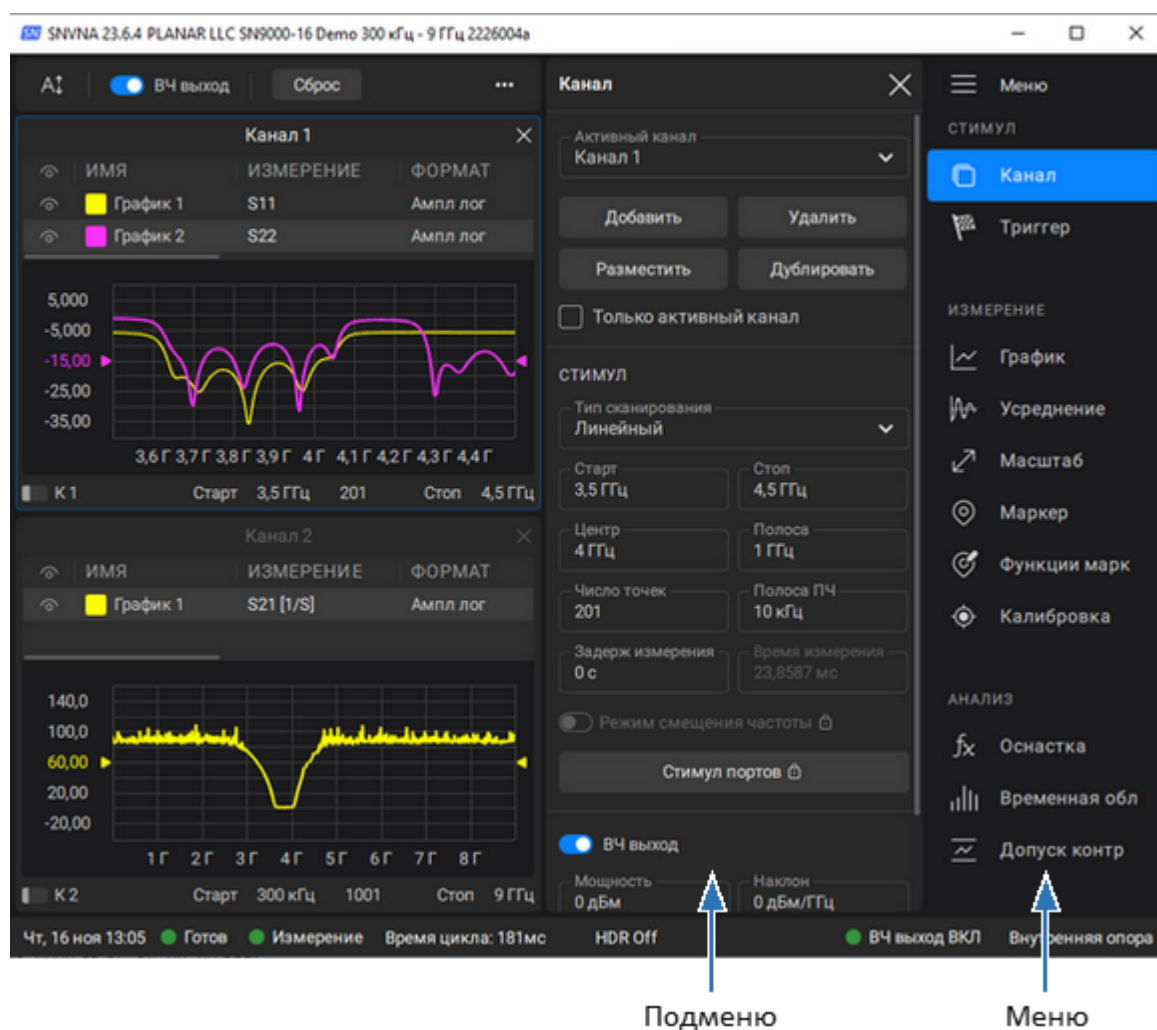 SNVNA 23.6.4 PLANAR LLC SN9000-16 Demo 300 кГц - 9 ГГц 2226004a
ВЧ выход Сброс ...
Канал 1
ИМЯ ИЗМЕРЕНИЕ ФОРМАТ
График 1 S11 Ампл лог
График 2 S22 Ампл лог
5,000
-5,000
-15,00
-25,00
-35,00
3,6 Г 3,7 Г 3,8 Г 3,9 Г 4 Г 4,1 Г 4,2 Г 4,3 Г 4,4 Г
К 1 Старт 3,5 ГГц 201 Стоп 4,5 ГГц
Канал 2
ИМЯ ИЗМЕРЕНИЕ ФОРМАТ
График 1 S21 [1/S] Ампл лог
140,0
100,0
60,00
20,00
-20,00
1 Г 2 Г 3 Г 4 Г 5 Г 6 Г 7 Г 8 Г
К 2 Старт 300 кГц 1001 Стоп 9 ГГц
Канал
Активный канал
Канал 1
Добавить Удалить
Разместить Дублировать
Только активный канал
СТИМУЛ
Тип сканирования
Линейный
Старт Стоп
3,5 ГГц 4,5 ГГц
Центр Полоса
4 ГГц 1 ГГц
Число точек Полоса ПЧ
201 10 кГц
Задерж измерения Время измерения
0 с 23,8587 мс
Режим смещения частоты
Стимул портов
ВЧ выход
Мощность Наклон
0 дБм 0 дБм/ГГц
Меню
СТИМУЛ
Канал
Триггер
ИЗМЕРЕНИЕ
График
Усреднение
Масштаб
Маркер
Функции марк
Калибровка
АНАЛИЗ
Оснастка
Временная обл
Допуск контр
Чт, 16 ноя 13:05 Готов Измерение Время цикла: 181мс HDR Off ВЧ выход ВКЛ Внутренняя опора
Подменю Меню